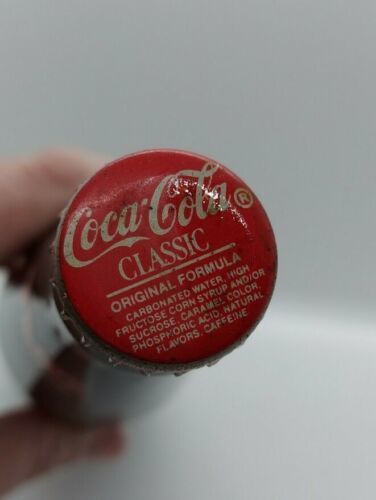 Coca-Cola®
CLASSIC
ORIGINAL FORMULA
CARBONATED WATER, HIGH
FRUCTOSE CORN SYRUP AND/OR
SUCROSE, CARAMEL COLOR,
PHOSPHORIC ACID, NATURAL
FLAVORS, CAFFEINE